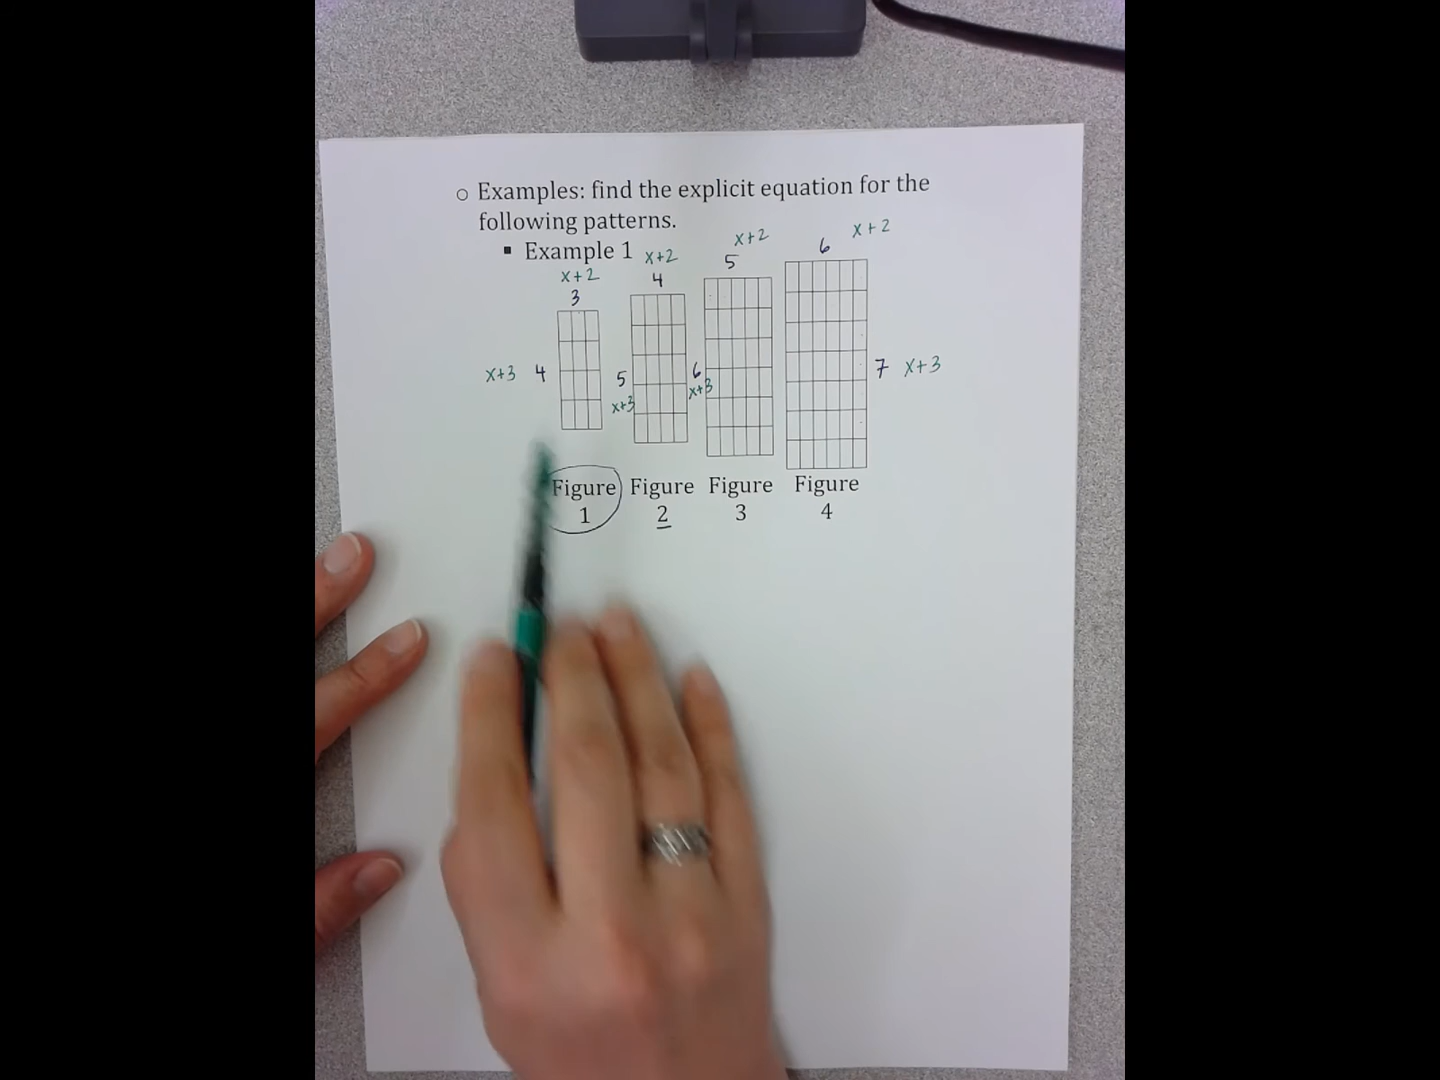 Examples: find the explicit equation for the
following patterns.
Example 1
x+2 x+2 x+2 x+2
3 4 5 6
x+3 4 5 6 7 x+3
x+3 x+3
Figure Figure Figure Figure
1 2 3 4